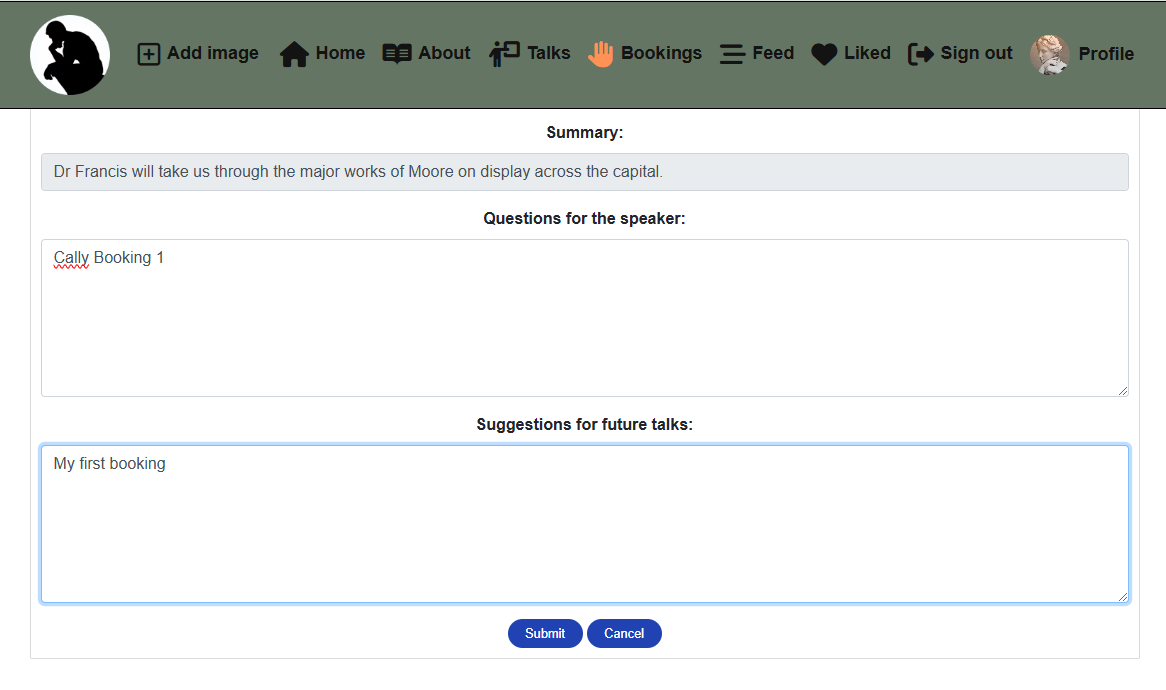 Add image Home About Talks Bookings Feed Liked Sign out Profile
Summary:
Dr Francis will take us through the major works of Moore on display across the capital.
Questions for the speaker:
Cally Booking 1
Suggestions for future talks:
My first booking
Submit Cancel